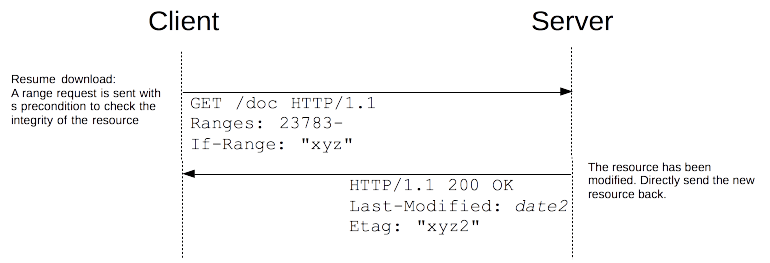 Client
Server
Resume download:
A range request is sent with
s precondition to check the
integrity of the resource
GET /doc HTTP/1.1
Ranges: 23783-
If-Range: "xyz"
The resource has been
modified. Directly send the new
resource back.
HTTP/1.1 200 OK
Last-Modified: date2
Etag: "xyz2"